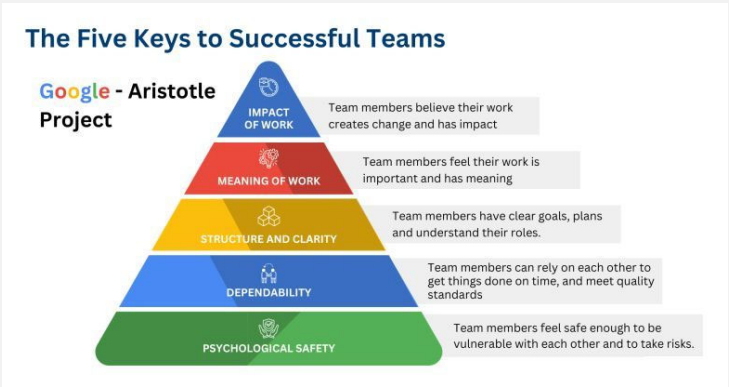 The Five Keys to Successful Teams
Google - Aristotle
Project
IMPACT
OF WORK
Team members believe their work
creates change and has impact
MEANING OF WORK
Team members feel their work is
important and has meaning
STRUCTURE AND CLARITY
Team members have clear goals, plans
and understand their roles.
DEPENDABILITY
Team members can rely on each other to
get things done on time, and meet quality
standards
PSYCHOLOGICAL SAFETY
Team members feel safe enough to be
vulnerable with each other and to take risks.